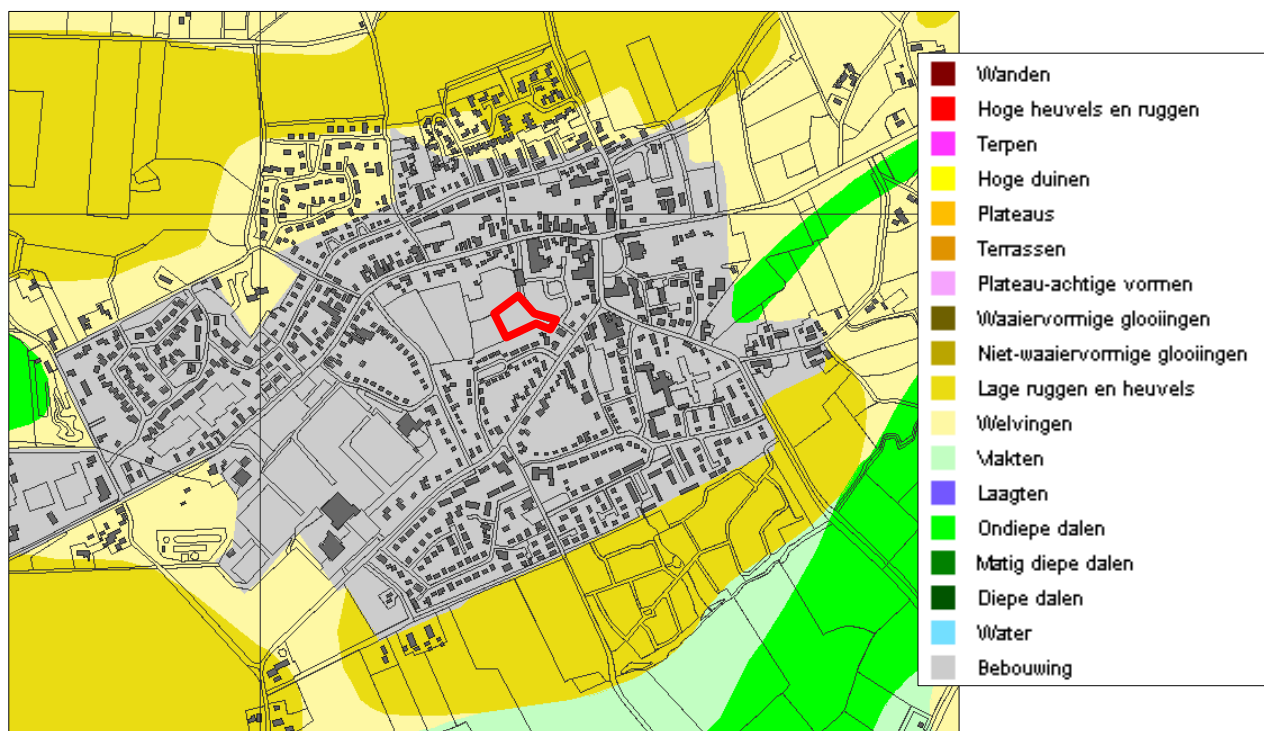 Wanden
Hoge heuvels en ruggen
Terpen
Hoge duinen
Plateaus
Terrassen
Plateau-achtige vormen
Waaiervormige glooiingen
Niet-waaiervormige glooiingen
Lage ruggen en heuvels
Welvingen
Vlakten
Laagten
Ondiepe dalen
Matig diepe dalen
Diepe dalen
Water
Bebouwing